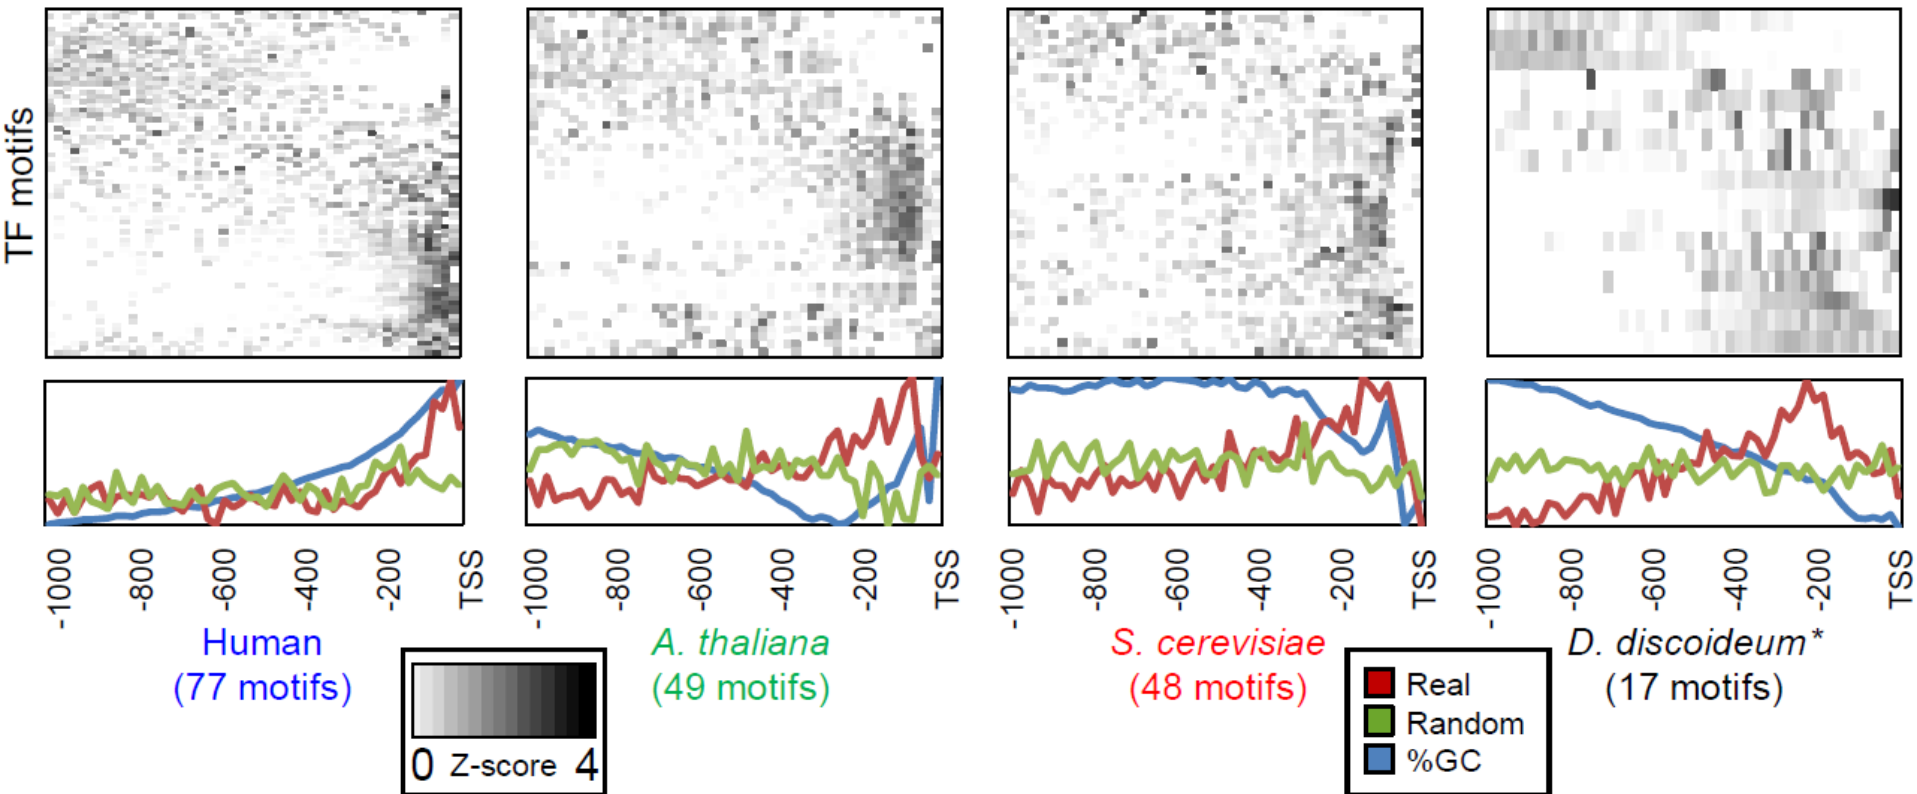 TF motifs
-1000
-800
-600
-400
-200
TSS
-1000
-800
-600
-400
-200
TSS
-1000
-800
-600
-400
-200
TSS
-1000
-800
-600
-400
-200
TSS
Human
(77 motifs)
A. thaliana
(49 motifs)
S. cerevisiae
(48 motifs)
D. discoideum*
(17 motifs)
0 Z-score 4
Real
Random
%GC